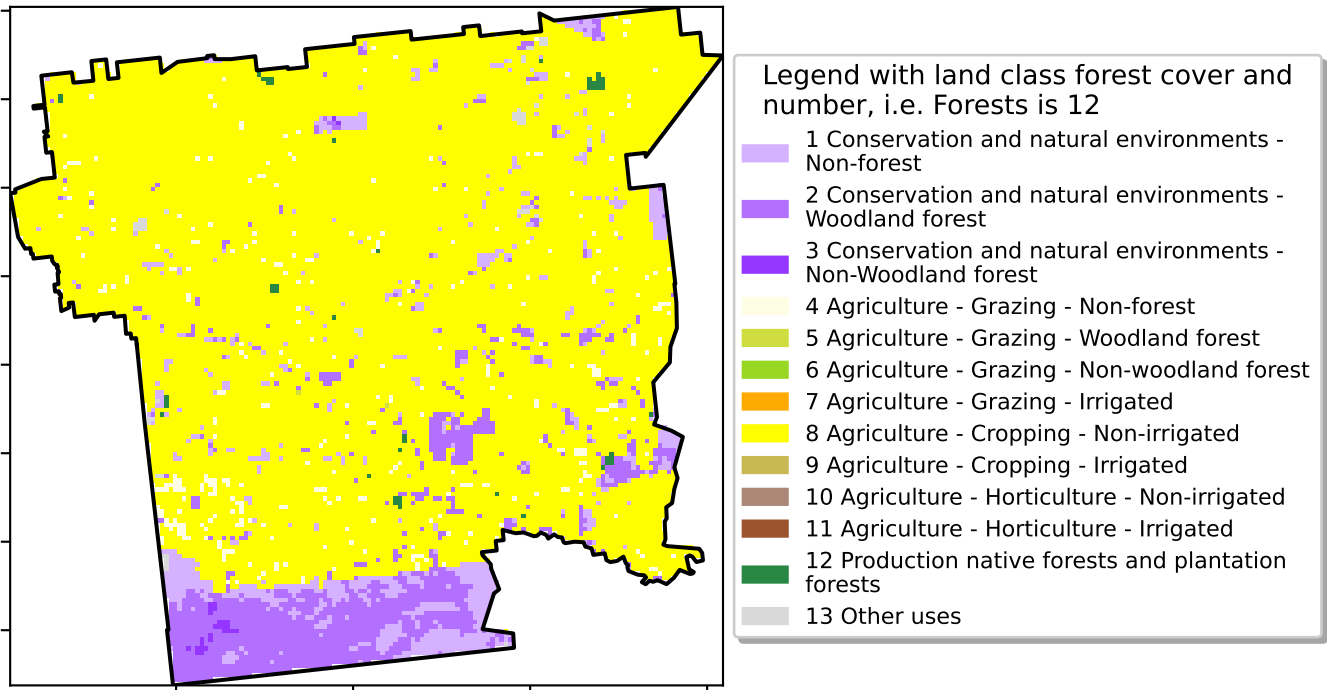 Legend with land class forest cover and
number, i.e. Forests is 12
1 Conservation and natural environments -
Non-forest
2 Conservation and natural environments -
Woodland forest
3 Conservation and natural environments -
Non-Woodland forest
4 Agriculture - Grazing - Non-forest
5 Agriculture - Grazing - Woodland forest
6 Agriculture - Grazing - Non-woodland forest
7 Agriculture - Grazing - Irrigated
8 Agriculture - Cropping - Non-irrigated
9 Agriculture - Cropping - Irrigated
10 Agriculture - Horticulture - Non-irrigated
11 Agriculture - Horticulture - Irrigated
12 Production native forests and plantation
forests
13 Other uses